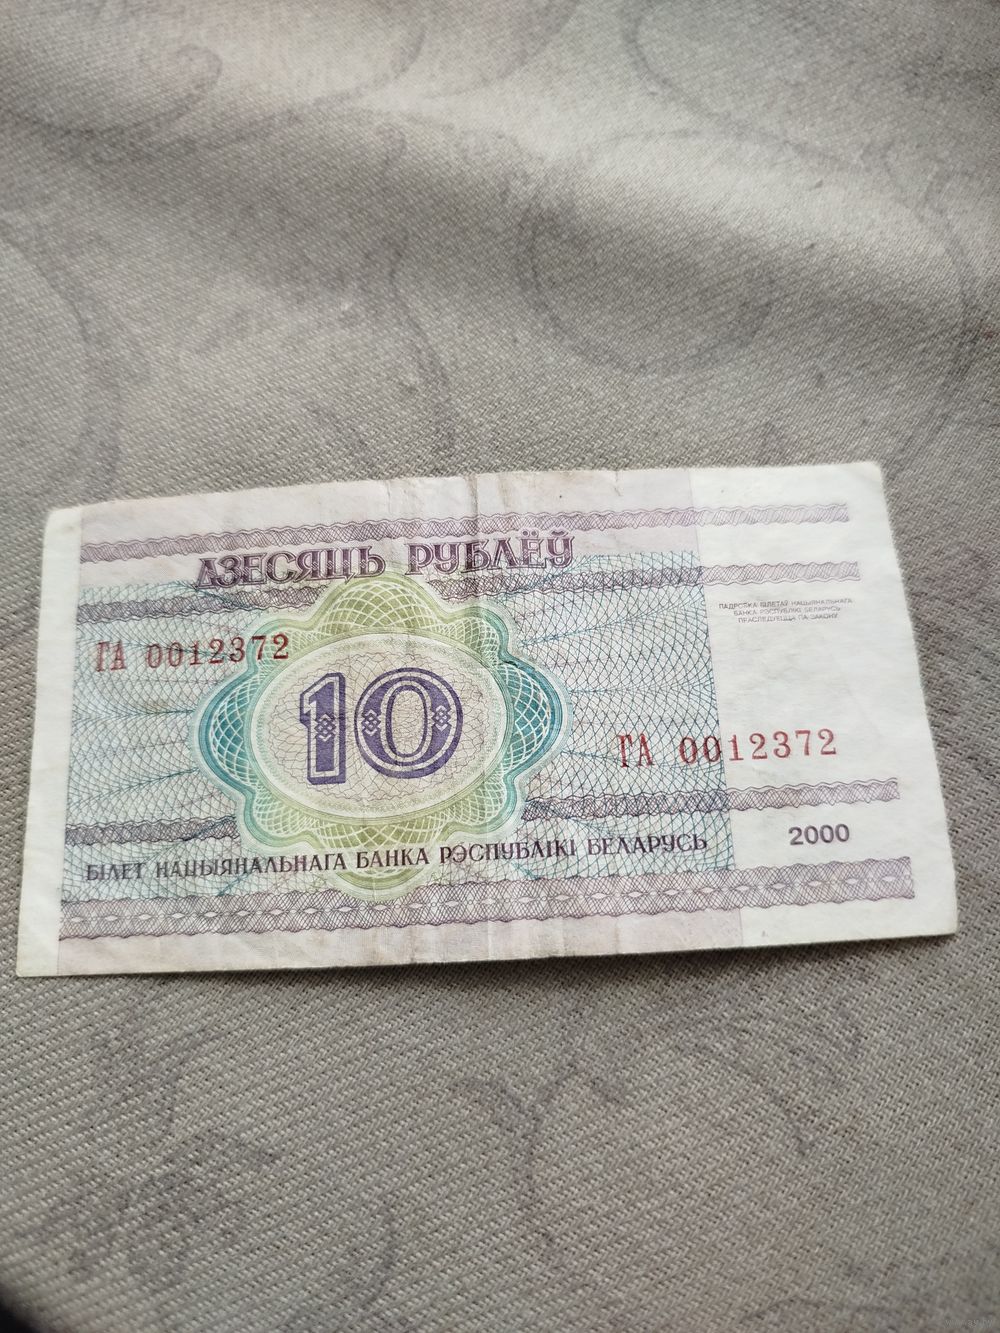 ДЗЕСЯЦЬ РУБЛЁЎ
ПАДРОБКА БІЛЕТАЎ НАЦЫЯНАЛЬНАГА
БАНКА РЭСПУБЛІКІ БЕЛАРУСЬ
ПРАСЛЕДУЕЦЦА ПА ЗАКОНУ
ГА 0012372
10
ГА 0012372
2000
БІЛЕТ НАЦЫЯНАЛЬНАГА БАНКА РЭСПУБЛІКІ БЕЛАРУСЬ